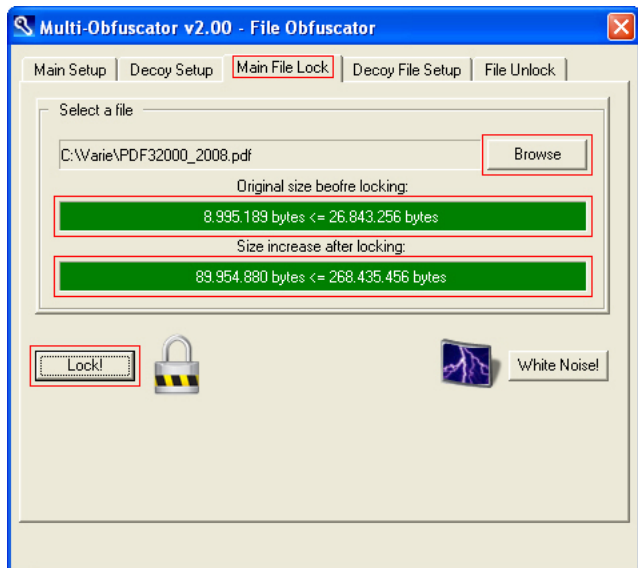 Multi-Obfuscator v2.00 - File Obfuscator
Main Setup Decoy Setup Main File Lock Decoy File Setup File Unlock
Select a file
C:\Varie\PDF32000_2008.pdf Browse
Original size beofre locking:
8.995.189 bytes <= 26.843.256 bytes
Size increase after locking:
89.954.880 bytes <= 268.435.456 bytes
Lock! White Noise!